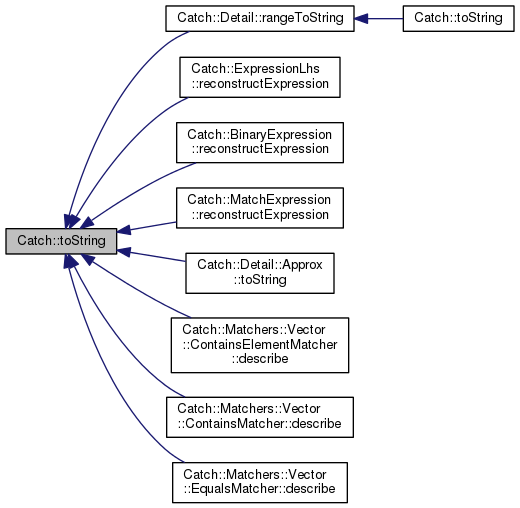 Catch::Detail::rangeToString
Catch::toString
Catch::ExpressionLhs
::reconstructExpression
Catch::BinaryExpression
::reconstructExpression
Catch::MatchExpression
::reconstructExpression
Catch::toString
Catch::Detail::Approx
::toString
Catch::Matchers::Vector
::ContainsElementMatcher
::describe
Catch::Matchers::Vector
::ContainsMatcher::describe
Catch::Matchers::Vector
::EqualsMatcher::describe